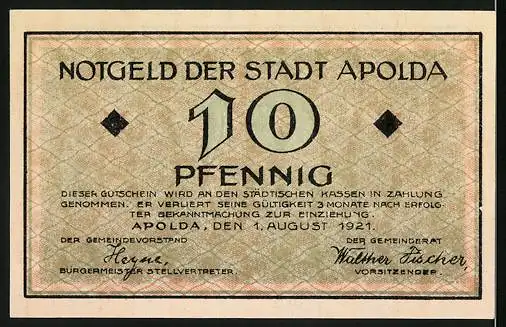 NOTGELD DER STADT APOLDA
10
PFENNIG
DIESER GUTSCHEIN WIRD AN DEN STÄDTISCHEN KASSEN IN ZAHLUNG
GENOMMEN. ER VERLIERT SEINE GÜLTIGKEIT 3 MONATE NACH ERFOLG-
TER BEKANNTMACHUNG ZUR EINZIEHUNG.
APOLDA, DEN 1. AUGUST 1921.
DER GEMEINDEVORSTAND DER GEMEINDERAT
Heyne, Walther Fischer,
BÜRGERMEISTER STELLVERTRETER. VORSITZENDER.